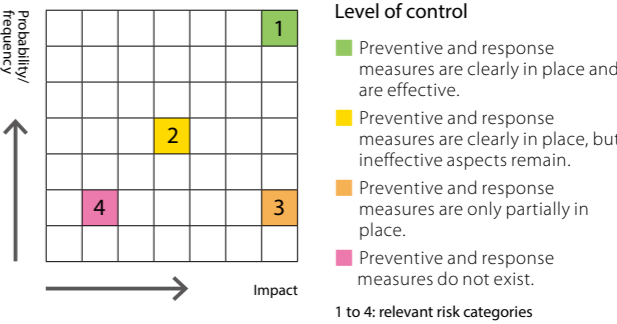 Probability/
frequency
1
2
4
3
Impact
Level of control
Preventive and response
measures are clearly in place and
are effective.
Preventive and response
measures are clearly in place, but
ineffective aspects remain.
Preventive and response
measures are only partially in
place.
Preventive and response
measures do not exist.
1 to 4: relevant risk categories